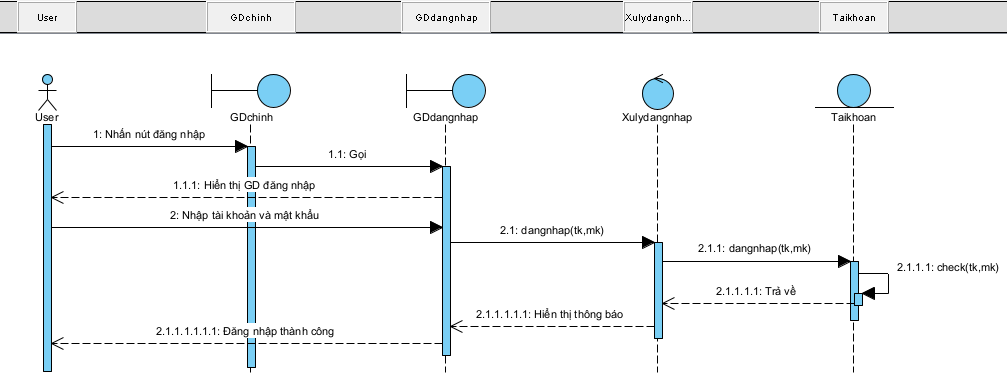 User
GDchinh
GDdangnhap
Xulydangnh...
Taikhoan
User
GDchinh
GDdangnhap
Xulydangnhap
Taikhoan
1: Nhấn nút đăng nhập
1.1: Gọi
1.1.1: Hiển thị GD đăng nhập
2: Nhập tài khoản và mật khẩu
2.1: dangnhap(tk,mk)
2.1.1: dangnhap(tk,mk)
2.1.1.1: check(tk,mk)
2.1.1.1.1: Trả về
2.1.1.1.1.1: Hiển thị thông báo
2.1.1.1.1.1.1: Đăng nhập thành công